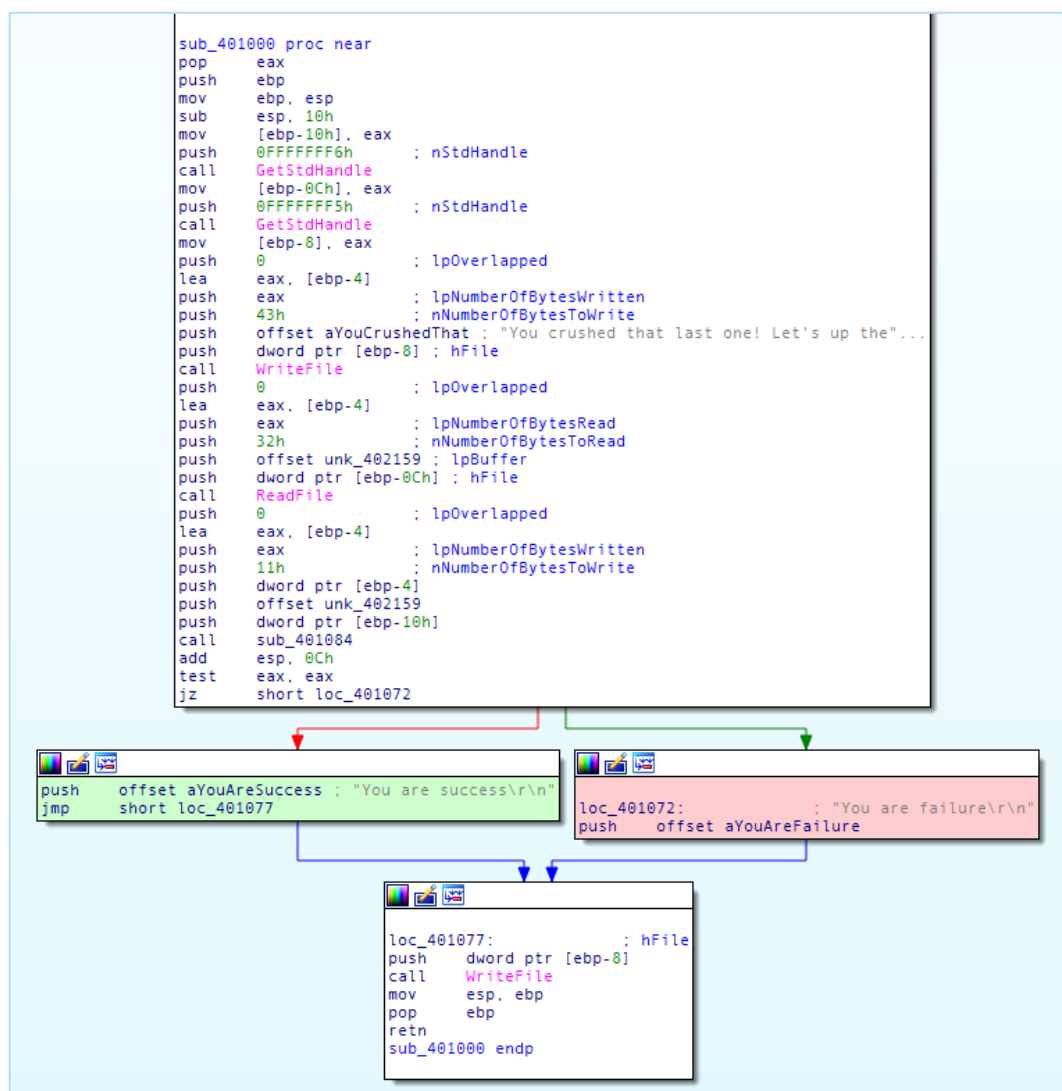 sub_401000 proc near
pop eax
push ebp
mov ebp, esp
sub esp, 10h
mov [ebp-10h], eax
push 0FFFFFFF6h ; nStdHandle
call GetStdHandle
mov [ebp-0Ch], eax
push 0FFFFFFF5h ; nStdHandle
call GetStdHandle
mov [ebp-8], eax
push 0 ; lpOverlapped
lea eax, [ebp-4]
push eax ; lpNumberOfBytesWritten
push 43h ; nNumberOfBytesToWrite
push offset aYouCrushedThat ; "You crushed that last one! Let's up the"...
push dword ptr [ebp-8] ; hFile
call WriteFile
push 0 ; lpOverlapped
lea eax, [ebp-4]
push eax ; lpNumberOfBytesRead
push 32h ; nNumberOfBytesToRead
push offset unk_402159 ; lpBuffer
push dword ptr [ebp-0Ch] ; hFile
call ReadFile
push 0 ; lpOverlapped
lea eax, [ebp-4]
push eax ; lpNumberOfBytesWritten
push 11h ; nNumberOfBytesToWrite
push dword ptr [ebp-4]
push offset unk_402159
push dword ptr [ebp-10h]
call sub_401084
add esp, 0Ch
test eax, eax
jz short loc_401072
push offset aYouAreSuccess ; "You are success\r\n"
jmp short loc_401077
loc_401072: ; "You are failure\r\n"
push offset aYouAreFailure
loc_401077: ; hFile
push dword ptr [ebp-8]
call WriteFile
mov esp, ebp
pop ebp
retn
sub_401000 endp